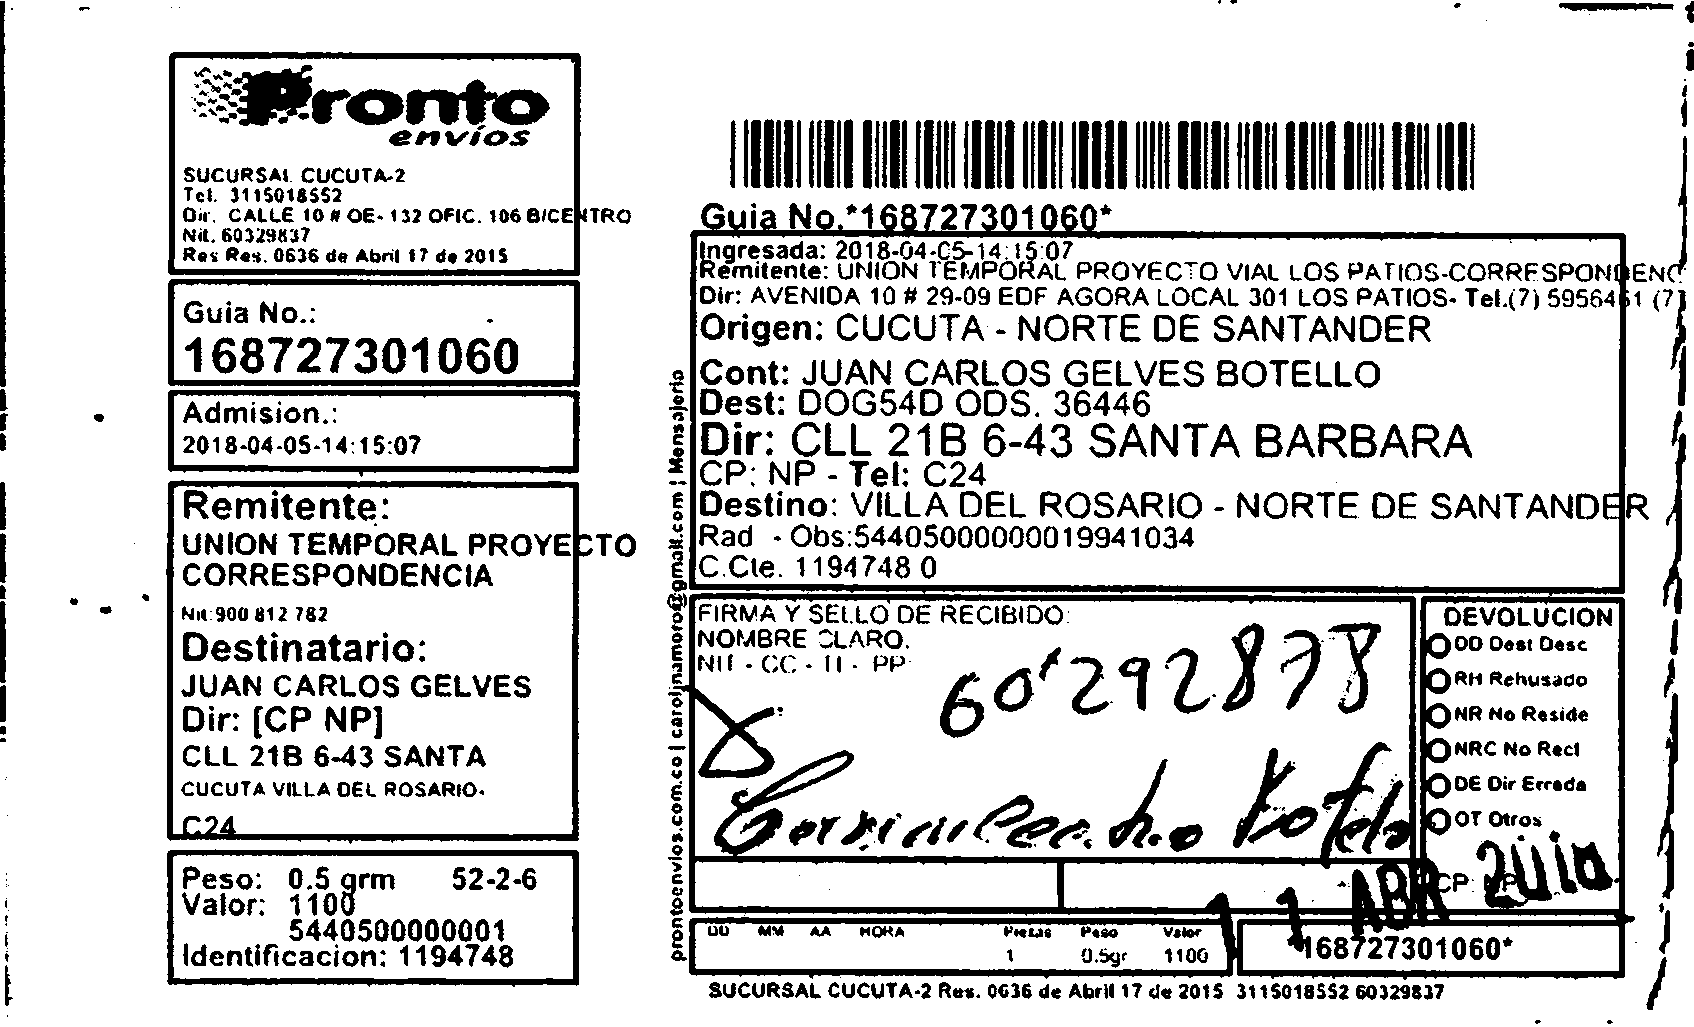 Pronto
envíos
SUCURSAL CUCUTA-2
Tel. 3115018552
Dir. CALLE 10 # OE- 132 OFIC. 106 B/CENTRO
Nit. 60329837
Res Res. 0636 de Abril 17 de 2015
Guia No.:
168727301060
Admision.:
2018-04-05-14:15:07
Remitente:
UNION TEMPORAL PROYECTO
CORRESPONDENCIA
Nit:900 812 782
Destinatario:
JUAN CARLOS GELVES
Dir: [CP NP]
CLL 21B 6-43 SANTA
CUCUTA VILLA DEL ROSARIO-
C24
Peso: 0.5 grm 52-2-6
Valor: 1100
5440500000001
Identificacion: 1194748
prontoenvios.com.co | carolinamoro@gmail.com | Mensajeria
Guia No.*168727301060*
Ingresada: 2018-04-05-14:15:07
Remitente: UNION TEMPORAL PROYECTO VIAL LOS PATIOS-CORRESPONDENC
Dir: AVENIDA 10 # 29-09 EDF AGORA LOCAL 301 LOS PATIOS- Tel.(7) 5956461 (7)
Origen: CUCUTA - NORTE DE SANTANDER
Cont: JUAN CARLOS GELVES BOTELLO
Dest: DOG54D ODS. 36446
Dir: CLL 21B 6-43 SANTA BARBARA
CP: NP - Tel: C24
Destino: VILLA DEL ROSARIO - NORTE DE SANTANDER
Rad - Obs:544050000000019941034
C.Cte. 1194748 0
FIRMA Y SELLO DE RECIBIDO:
NOMBRE CLARO.
NIT - CC - TI - PP
60'292878
DEVOLUCION
DD Dest Desc
RH Rehusado
NR No Reside
NRC No Recl
DE Dir Errada
OT Otros
CP: NP
11 ABR
DD MM AA HORA Piezas Peso Valor
1 0.5gr 1100
*168727301060*
SUCURSAL CUCUTA-2 Res. 0636 de Abril 17 de 2015 3115018552 60329837